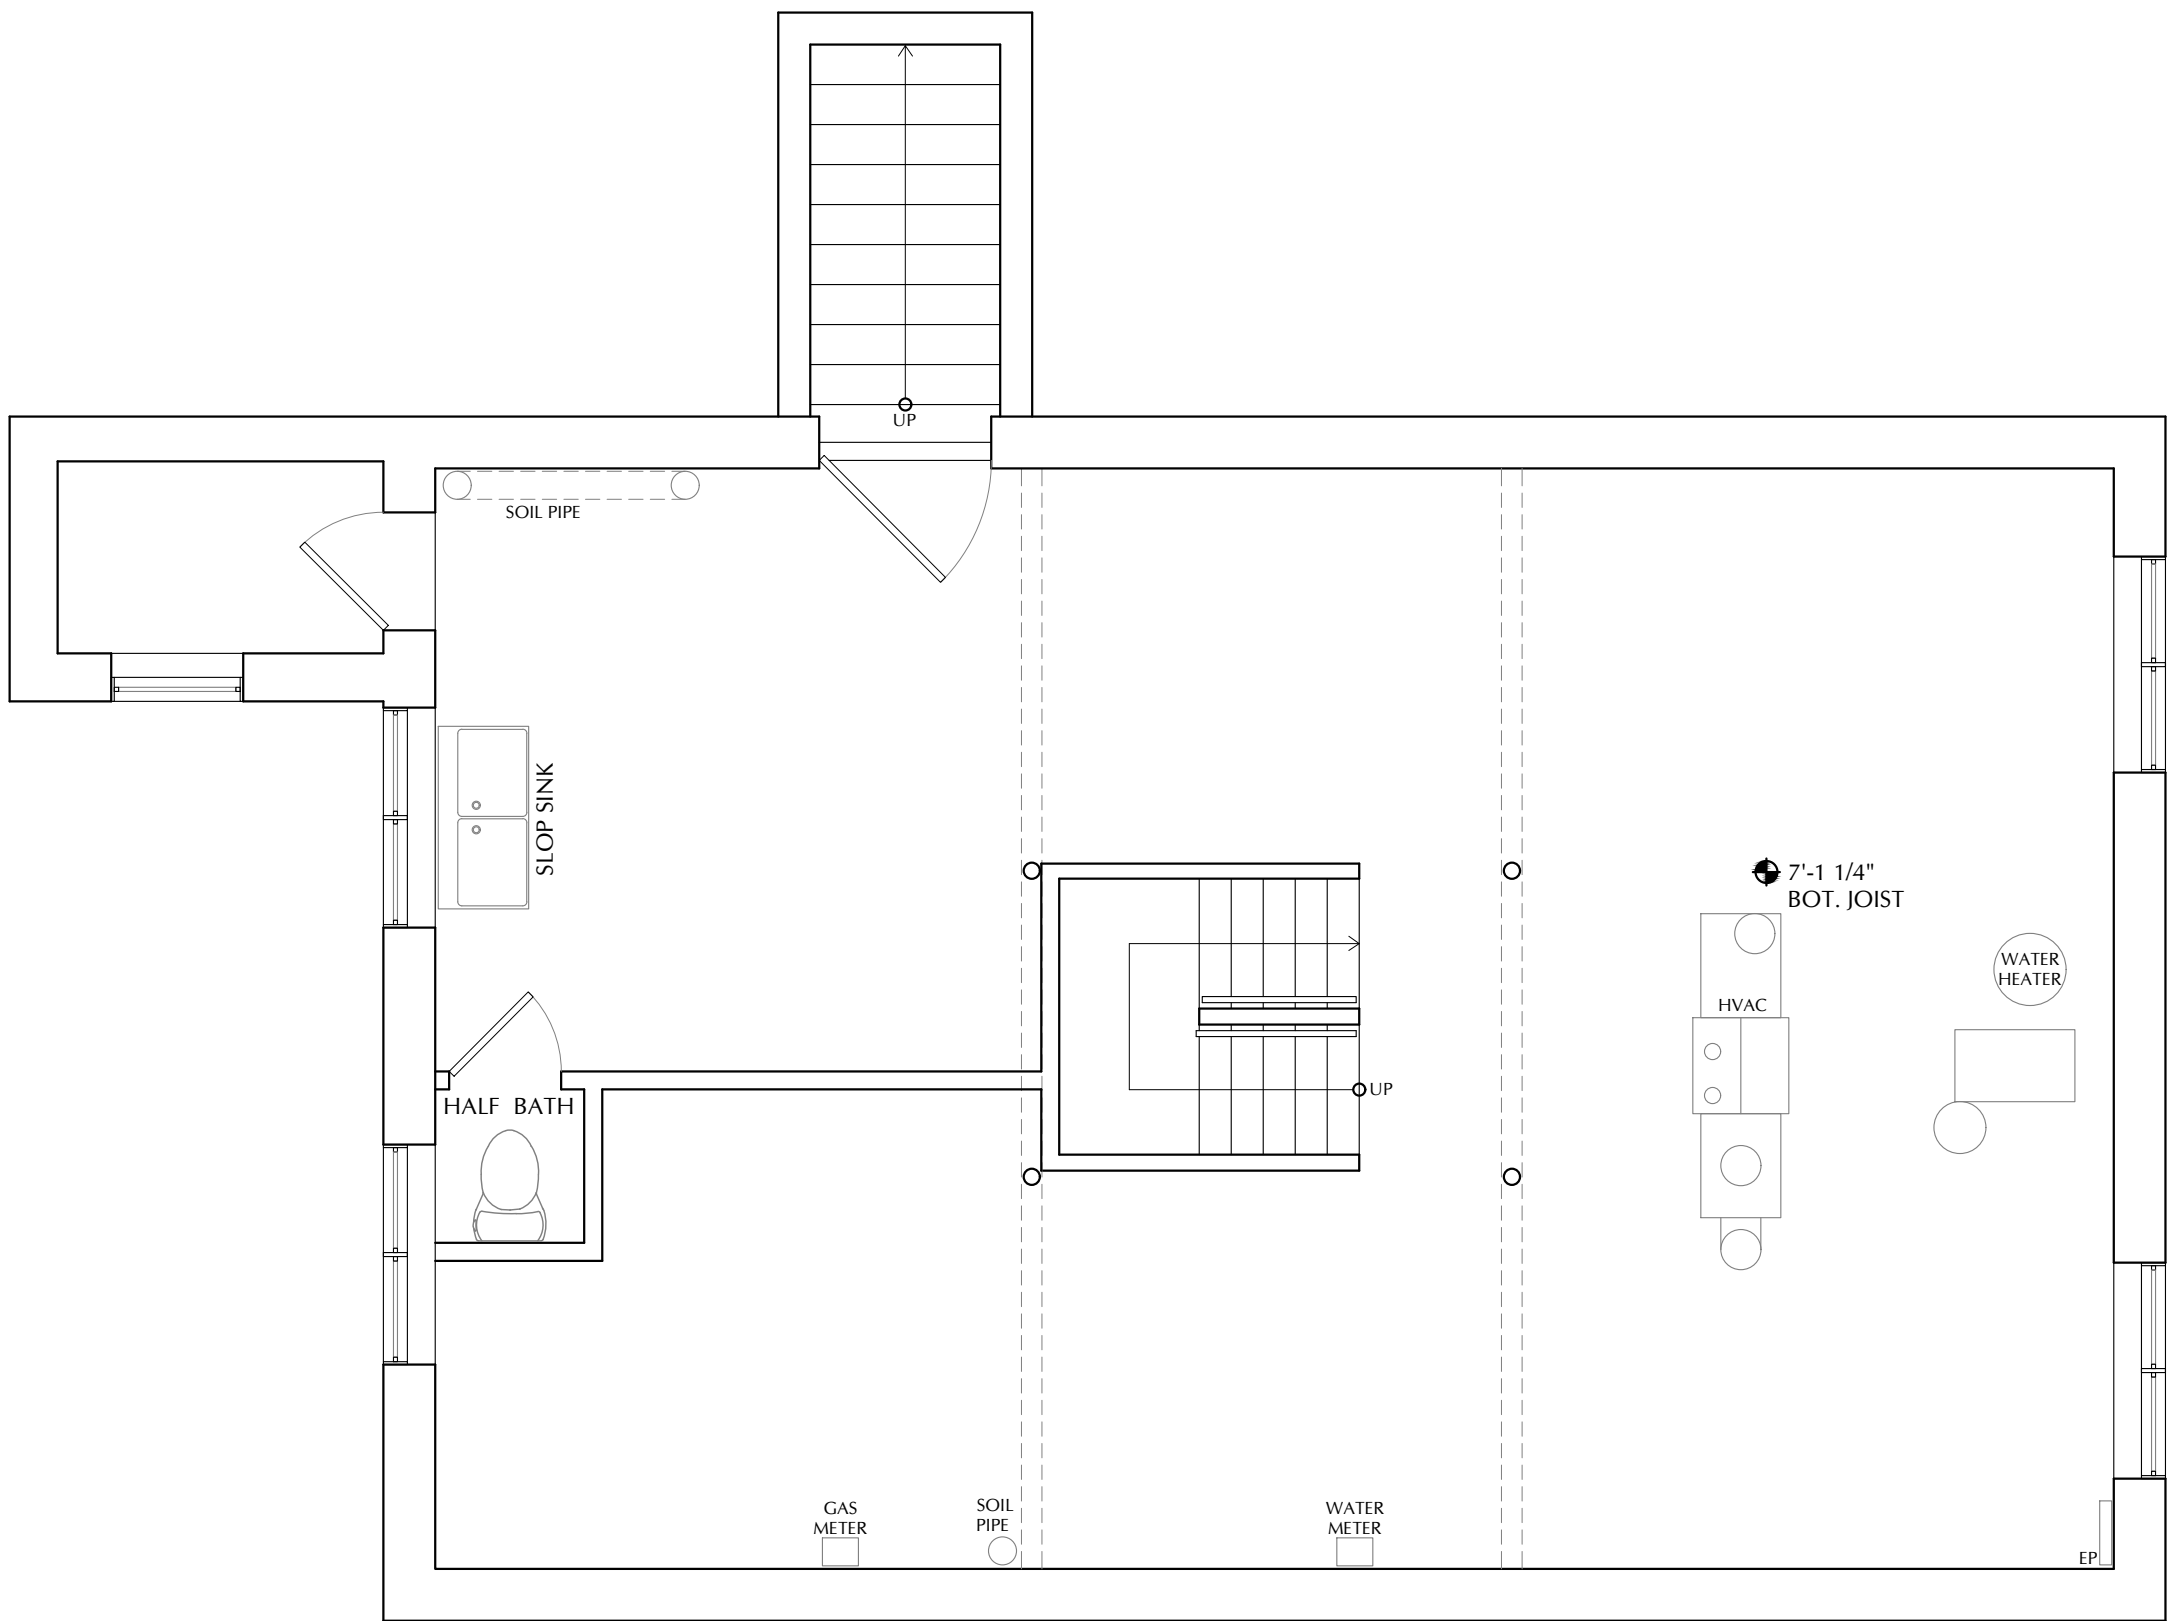 UP
SOIL PIPE
SLOP SINK
7'-1 1/4"
BOT. JOIST
WATER
HEATER
HVAC
UP
HALF BATH
GAS
METER
SOIL
PIPE
WATER
METER
EP